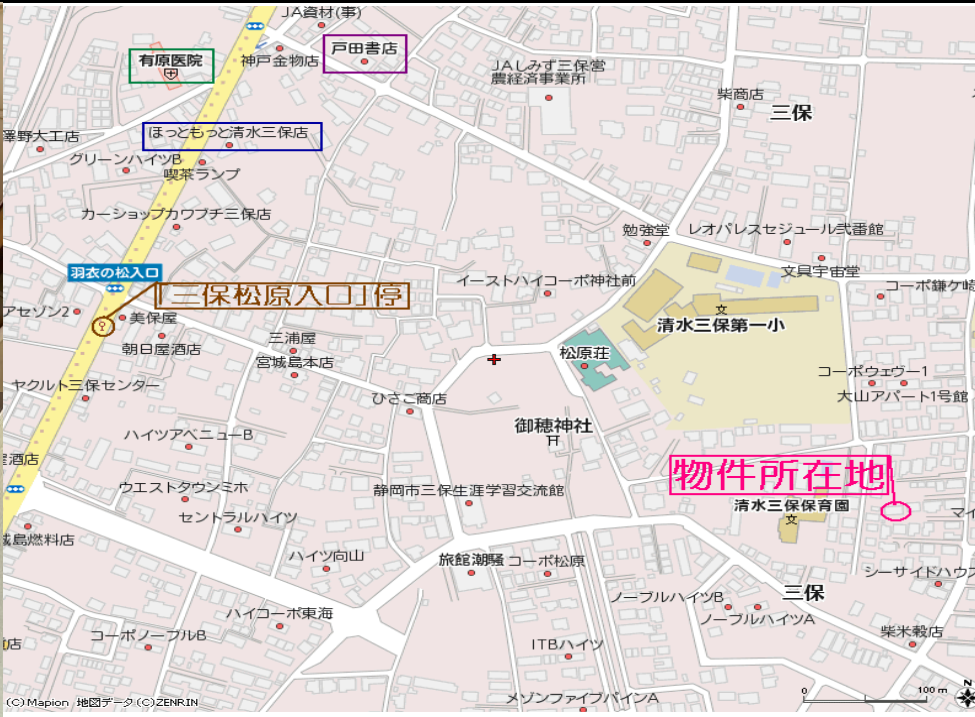 JA資材(事)
有原医院
神戸金物店
戸田書店
JAしみず三保営
農経済事業所
柴商店
三保
澤野大工店
ほっともっと清水三保店
グリーンハイツB
喫茶ランプ
カーショップカワブチ三保店
勉強堂
レオパレスセジュール弐番館
羽衣の松入口
「三保松原入口」停
イーストハイコーポ神社前
文具宇宙堂
コーポ鎌ケ崎
アセゾン2
美保屋
清水三保第一小
文
朝日屋酒店
三浦屋
宮城島本店
松原荘
コーポウェヴー1
大山アパート1号館
ヤクルト三保センター
ひさご商店
御穂神社
ハイツアベニューB
屋酒店
物件所在地
ウエストタウンミホ
静岡市三保生涯学習交流館
清水三保保育園
文
マイ
セントラルハイツ
城島燃料店
ハイツ向山
旅館潮騒
コーポ松原
シーサイドハウス
ノーブルハイツB
三保
ノーブルハイツA
ハイコーポ東海
コーポノーブルB
柴米穀店
店
ITBハイツ
メゾンファイブパインA
0
100 m
N
(C)Mapion 地図データ(C)ZENRIN